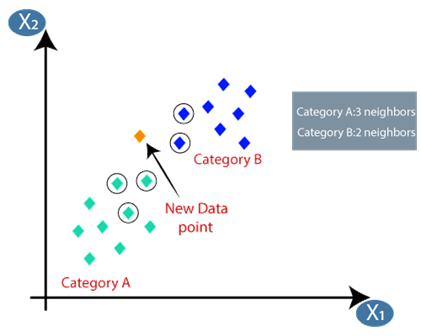 X2
Category A:3 neighbors
Category B:2 neighbors
Category B
New Data
point
Category A
X1